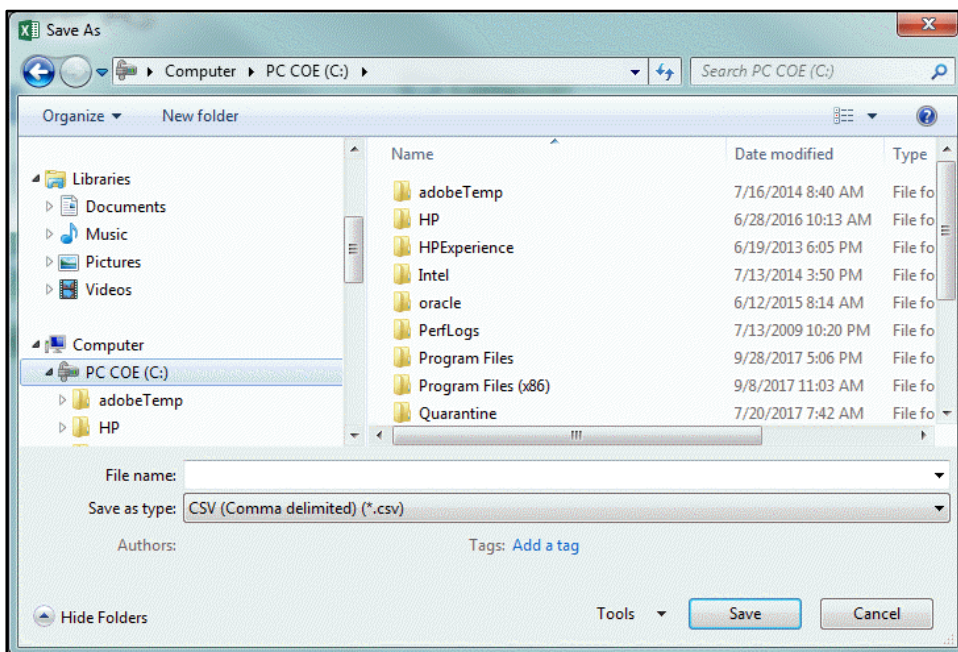 Save As
Computer PC COE (C:)
Search PC COE (C:)
Organize New folder
Name Date modified Type
Libraries
Documents
Music
Pictures
Videos
Computer
PC COE (C:)
adobeTemp
HP
adobeTemp 7/16/2014 8:40 AM File fo
HP 6/28/2016 10:13 AM File fo
HPExperience 6/19/2013 6:05 PM File fo
Intel 7/13/2014 3:50 PM File fo
oracle 6/12/2015 8:14 AM File fo
PerfLogs 7/13/2009 10:20 PM File fo
Program Files 9/28/2017 5:06 PM File fo
Program Files (x86) 9/8/2017 11:03 AM File fo
Quarantine 7/20/2017 7:42 AM File fo
File name:
Save as type: CSV (Comma delimited) (*.csv)
Authors: Tags: Add a tag
Hide Folders Tools Save Cancel